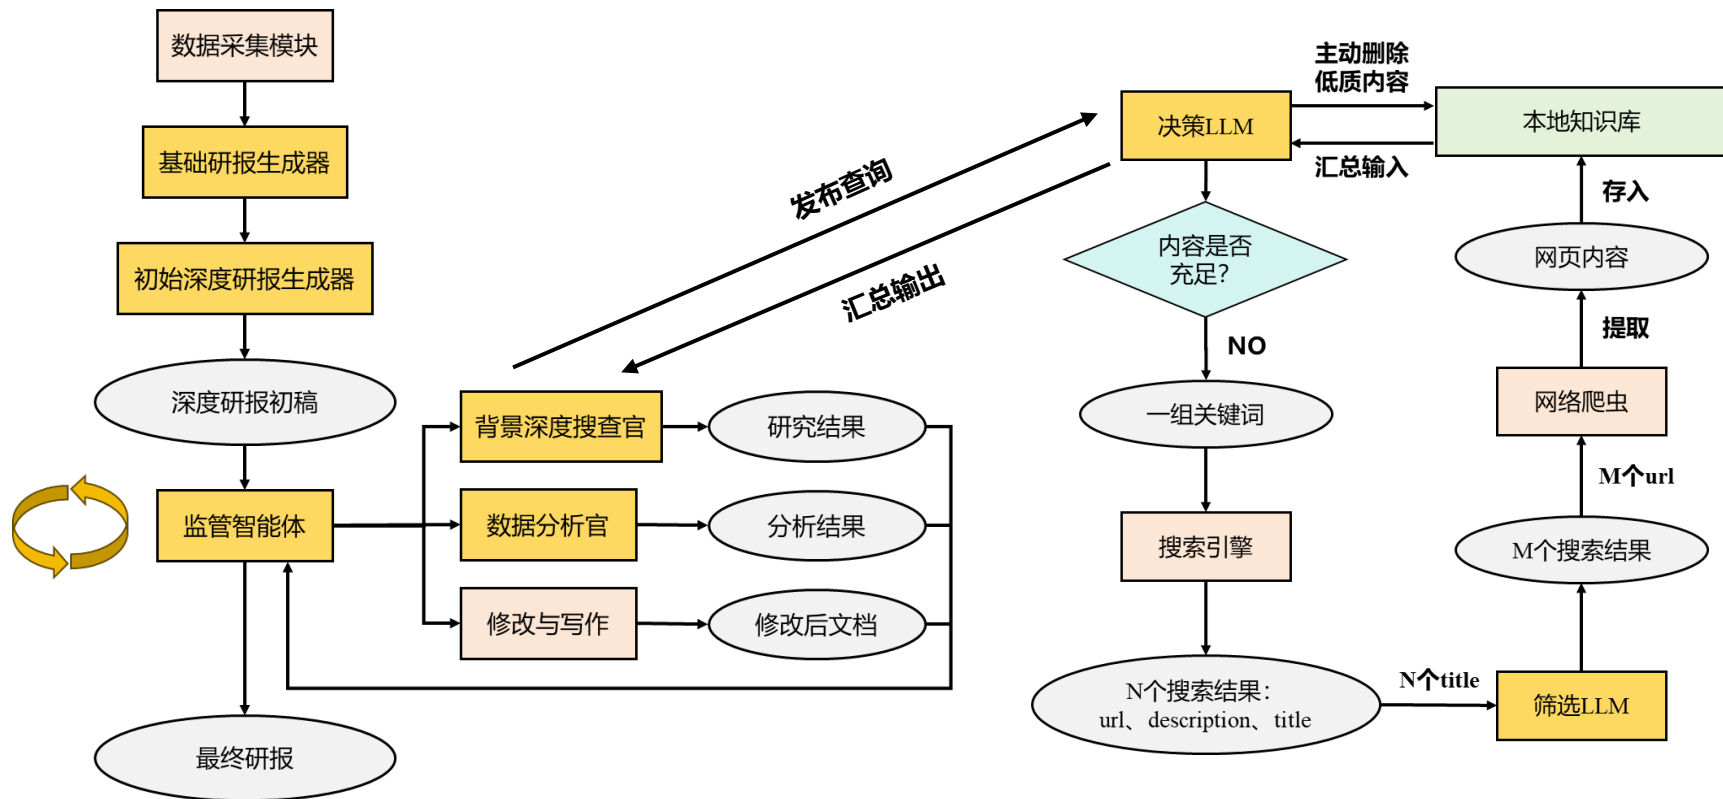 数据采集模块
基础研报生成器
初始深度研报生成器
深度研报初稿
监管智能体
最终研报
背景深度搜查官
研究结果
数据分析官
分析结果
修改与写作
修改后文档
发布查询
汇总输出
决策LLM
主动删除
低质内容
汇总输入
本地知识库
内容是否
充足?
NO
一组关键词
搜索引擎
N个搜索结果：
url、description、title
N个title
筛选LLM
M个搜索结果
M个url
网络爬虫
提取
网页内容
存入